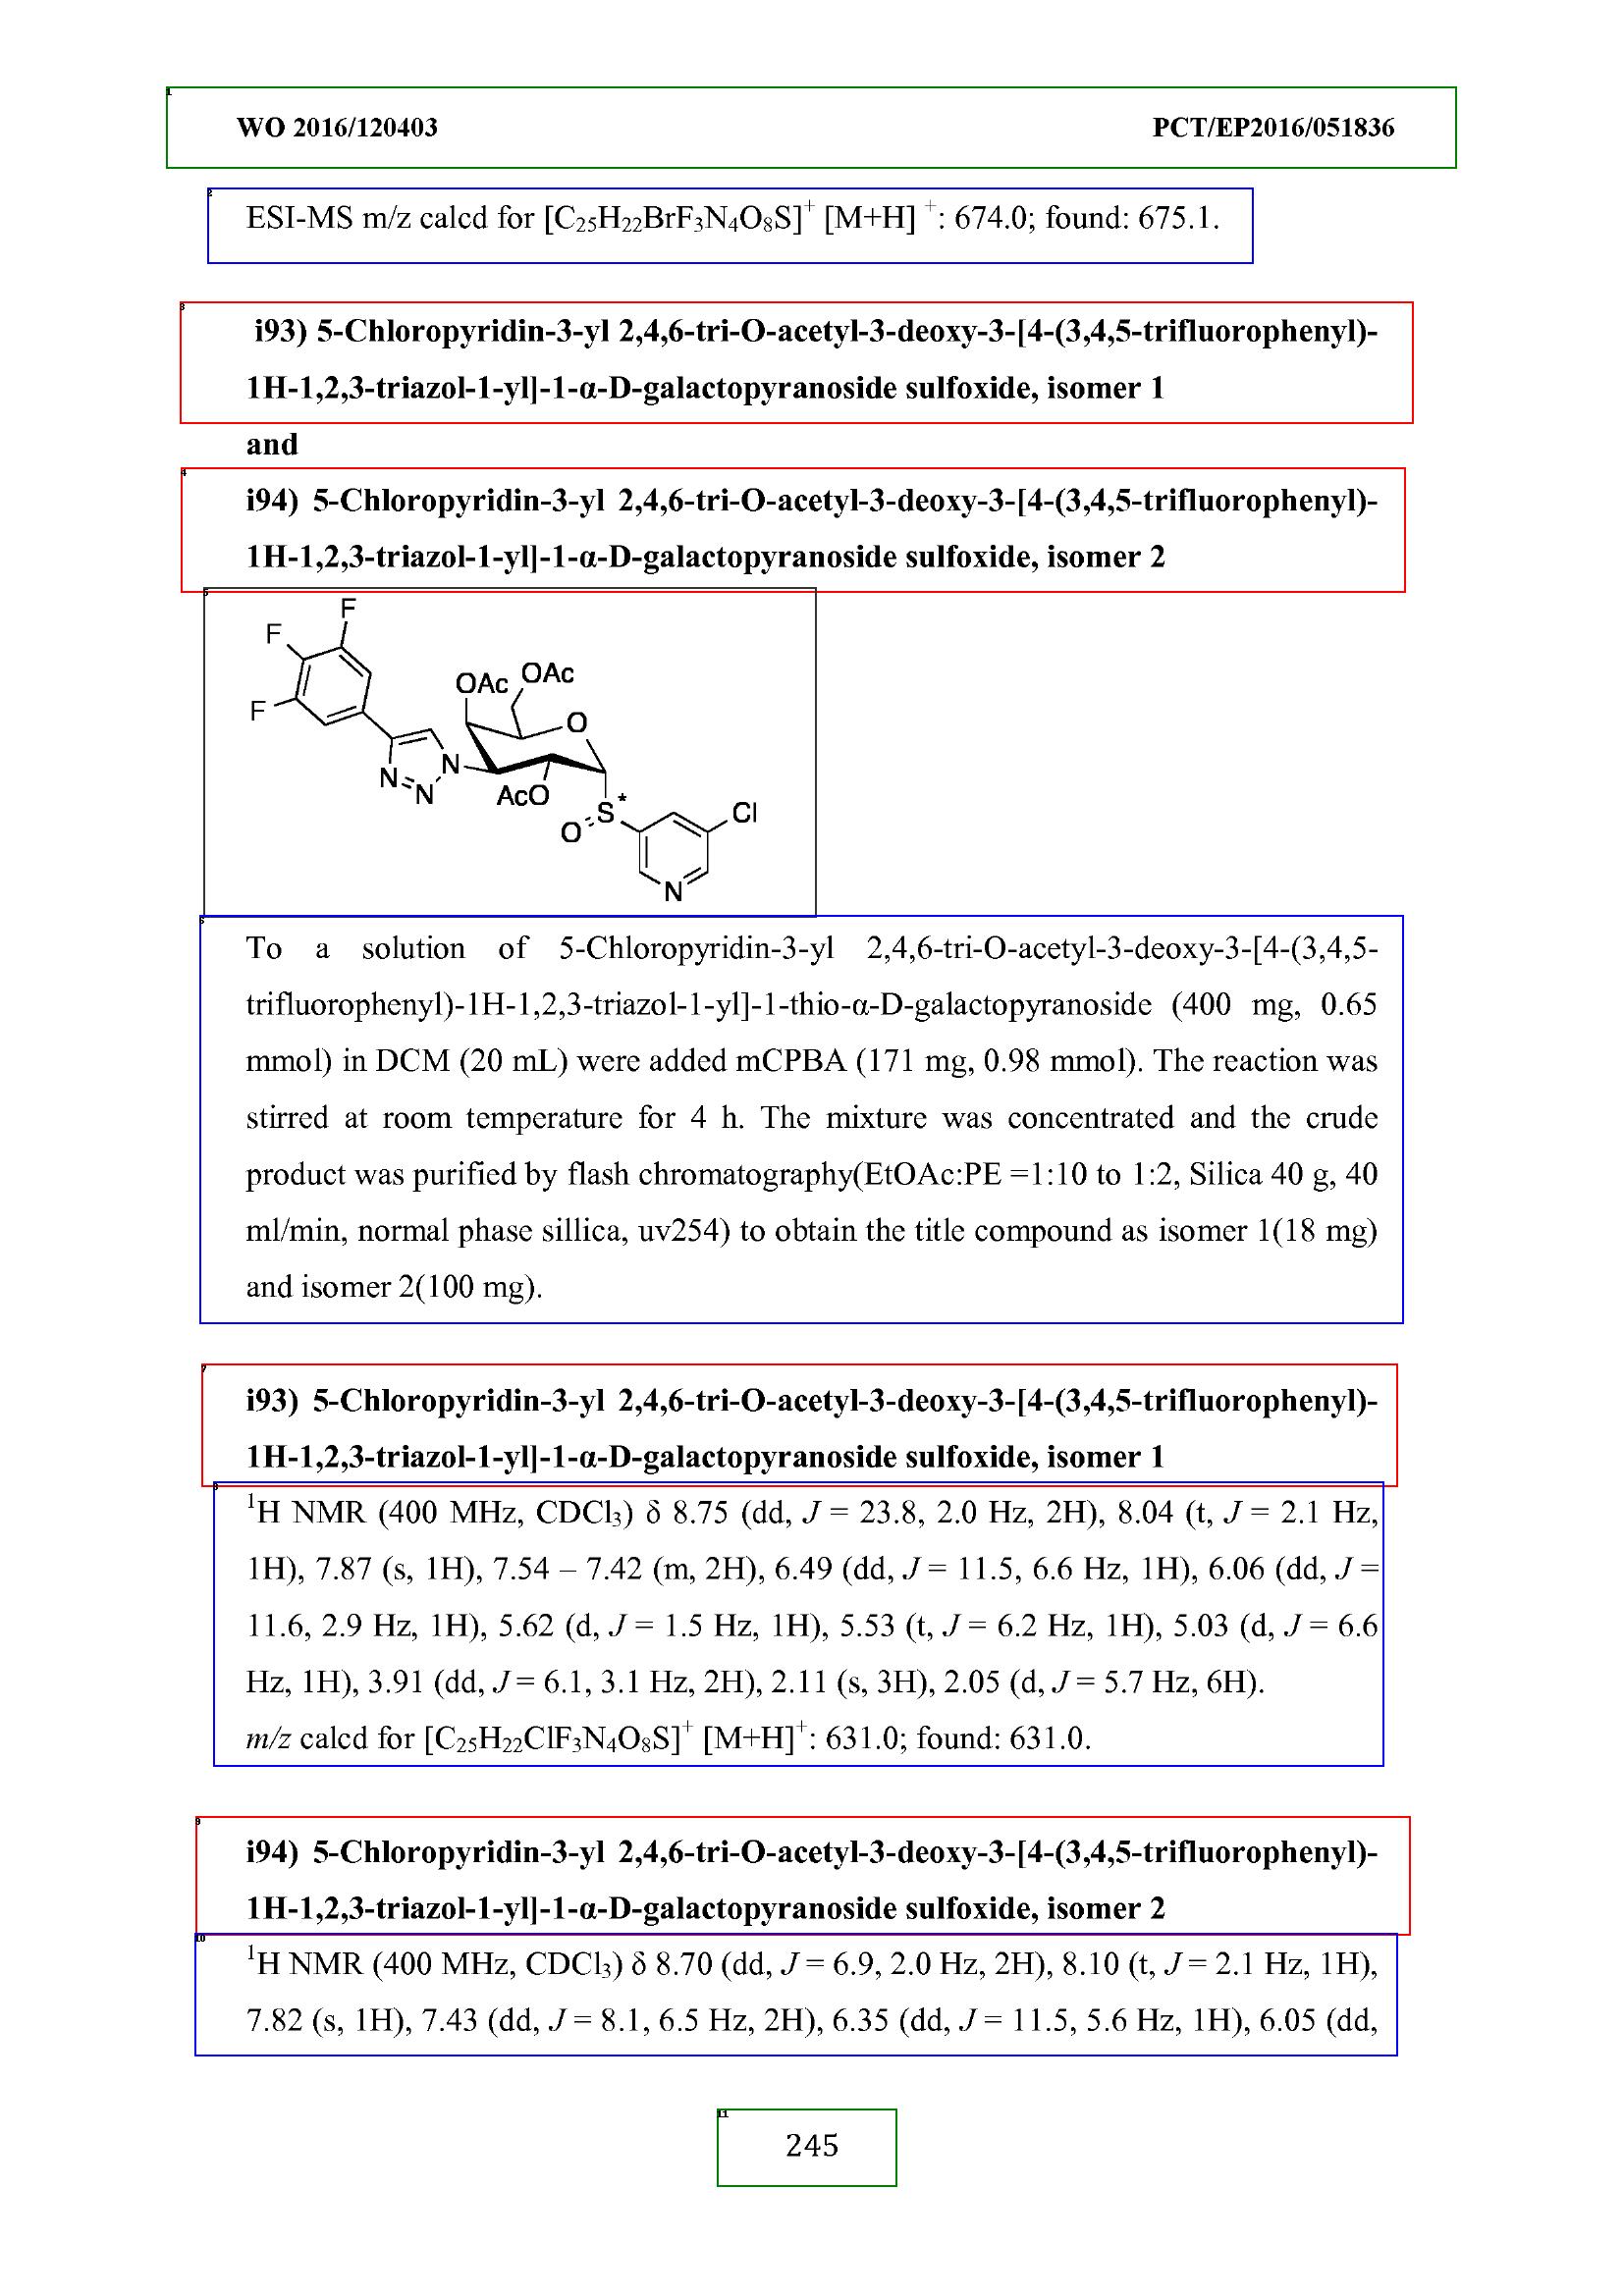 WO 2016/120403 PCT/EP2016/051836
ESI-MS m/z calcd for [C₂₅H₂₂BrF₃N₄O₈S]⁺ [M+H] ⁺: 674.0; found: 675.1.
i93) 5-Chloropyridin-3-yl 2,4,6-tri-O-acetyl-3-deoxy-3-[4-(3,4,5-trifluorophenyl)-
1H-1,2,3-triazol-1-yl]-1-α-D-galactopyranoside sulfoxide, isomer 1
and
i94) 5-Chloropyridin-3-yl 2,4,6-tri-O-acetyl-3-deoxy-3-[4-(3,4,5-trifluorophenyl)-
1H-1,2,3-triazol-1-yl]-1-α-D-galactopyranoside sulfoxide, isomer 2
F
F
OAc
OAc
F
O
N
N
N
AcO
S*
Cl
O
N
To a solution of 5-Chloropyridin-3-yl 2,4,6-tri-O-acetyl-3-deoxy-3-[4-(3,4,5-
trifluorophenyl)-1H-1,2,3-triazol-1-yl]-1-thio-α-D-galactopyranoside (400 mg, 0.65
mmol) in DCM (20 mL) were added mCPBA (171 mg, 0.98 mmol). The reaction was
stirred at room temperature for 4 h. The mixture was concentrated and the crude
product was purified by flash chromatography(EtOAc:PE =1:10 to 1:2, Silica 40 g, 40
ml/min, normal phase sillica, uv254) to obtain the title compound as isomer 1(18 mg)
and isomer 2(100 mg).
i93) 5-Chloropyridin-3-yl 2,4,6-tri-O-acetyl-3-deoxy-3-[4-(3,4,5-trifluorophenyl)-
1H-1,2,3-triazol-1-yl]-1-α-D-galactopyranoside sulfoxide, isomer 1
¹H NMR (400 MHz, CDCl₃) δ 8.75 (dd, J = 23.8, 2.0 Hz, 2H), 8.04 (t, J = 2.1 Hz,
1H), 7.87 (s, 1H), 7.54 – 7.42 (m, 2H), 6.49 (dd, J = 11.5, 6.6 Hz, 1H), 6.06 (dd, J =
11.6, 2.9 Hz, 1H), 5.62 (d, J = 1.5 Hz, 1H), 5.53 (t, J = 6.2 Hz, 1H), 5.03 (d, J = 6.6
Hz, 1H), 3.91 (dd, J = 6.1, 3.1 Hz, 2H), 2.11 (s, 3H), 2.05 (d, J = 5.7 Hz, 6H).
m/z calcd for [C₂₅H₂₂ClF₃N₄O₈S]⁺ [M+H]⁺: 631.0; found: 631.0.
i94) 5-Chloropyridin-3-yl 2,4,6-tri-O-acetyl-3-deoxy-3-[4-(3,4,5-trifluorophenyl)-
1H-1,2,3-triazol-1-yl]-1-α-D-galactopyranoside sulfoxide, isomer 2
¹H NMR (400 MHz, CDCl₃) δ 8.70 (dd, J = 6.9, 2.0 Hz, 2H), 8.10 (t, J = 2.1 Hz, 1H),
7.82 (s, 1H), 7.43 (dd, J = 8.1, 6.5 Hz, 2H), 6.35 (dd, J = 11.5, 5.6 Hz, 1H), 6.05 (dd,
245